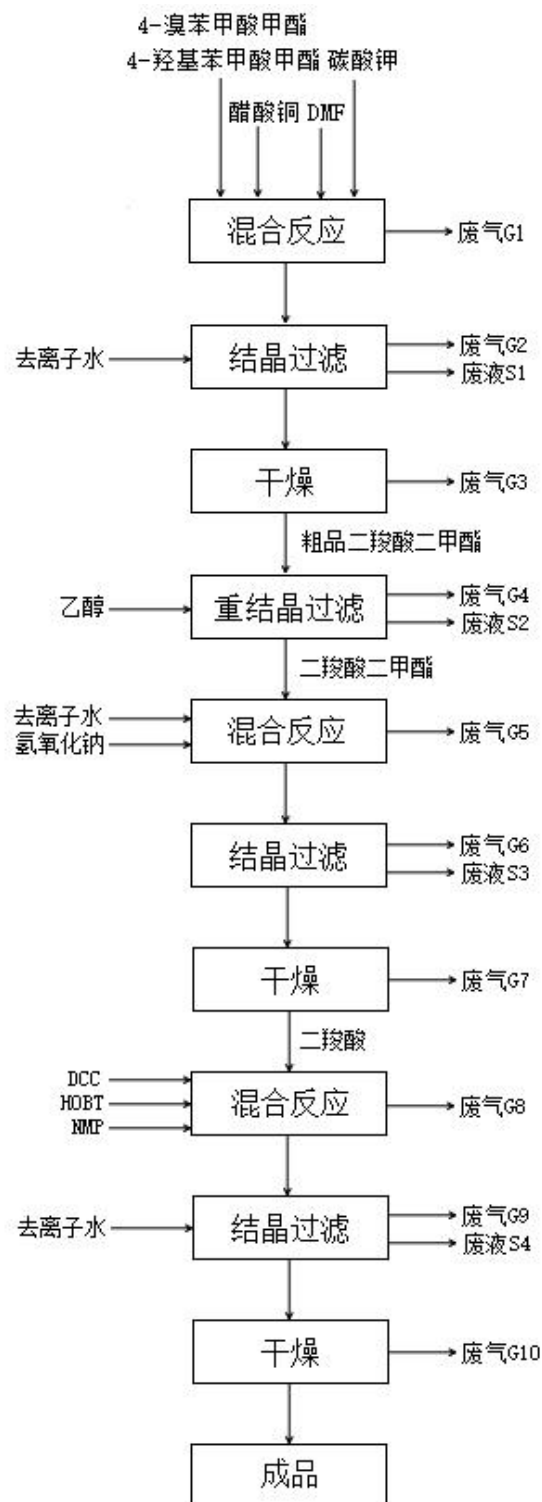 4-溴苯甲酸甲酯
4-羟基苯甲酸甲酯 碳酸钾
醋酸铜 DMF
混合反应
废气G1
去离子水
结晶过滤
废气G2
废液S1
干燥
废气G3
粗品二羧酸二甲酯
乙醇
重结晶过滤
废气G4
废液S2
二羧酸二甲酯
去离子水
氢氧化钠
混合反应
废气G5
结晶过滤
废气G6
废液S3
干燥
废气G7
二羧酸
DCC
HOBT
NMP
混合反应
废气G8
去离子水
结晶过滤
废气G9
废液S4
干燥
废气G10
成品